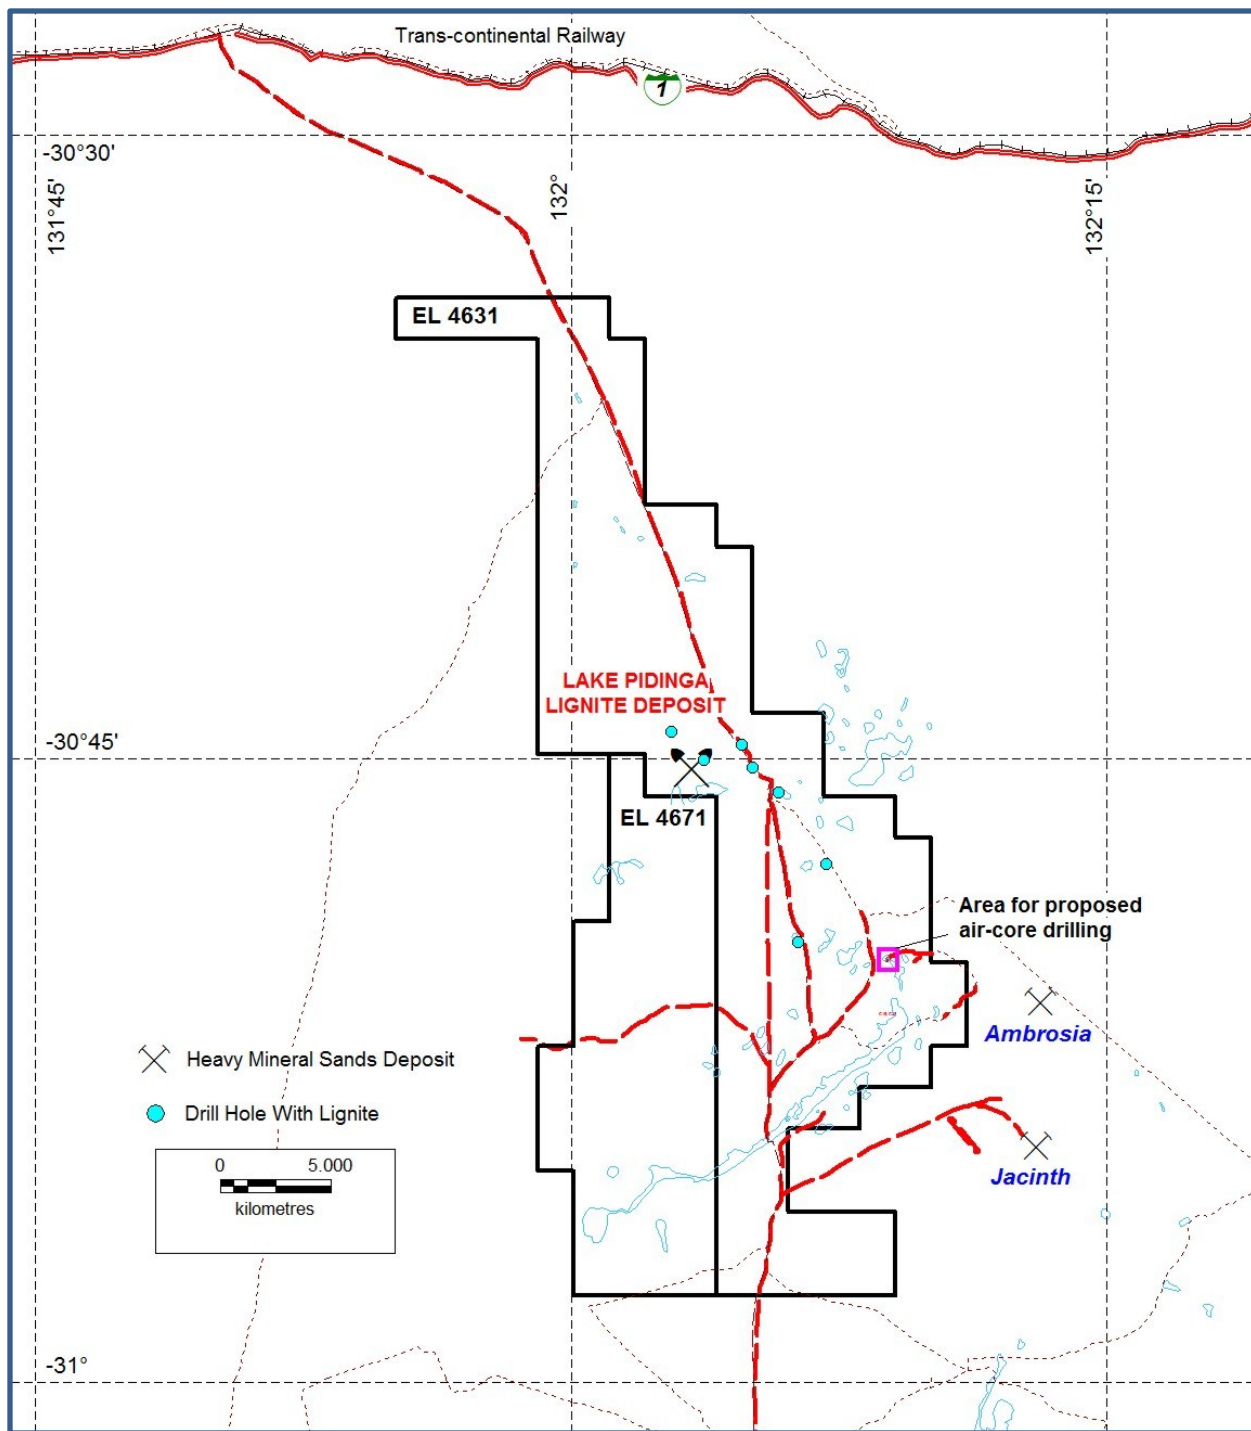 Trans-continental Railway
1
-30°30'
131°45'
132°
132°15'
EL 4631
LAKE PIDINGA
LIGNITE DEPOSIT
-30°45'
EL 4671
Area for proposed
air-core drilling
Ambrosia
Heavy Mineral Sands Deposit
Drill Hole With Lignite
Jacinth
0 5.000
kilometres
-31°